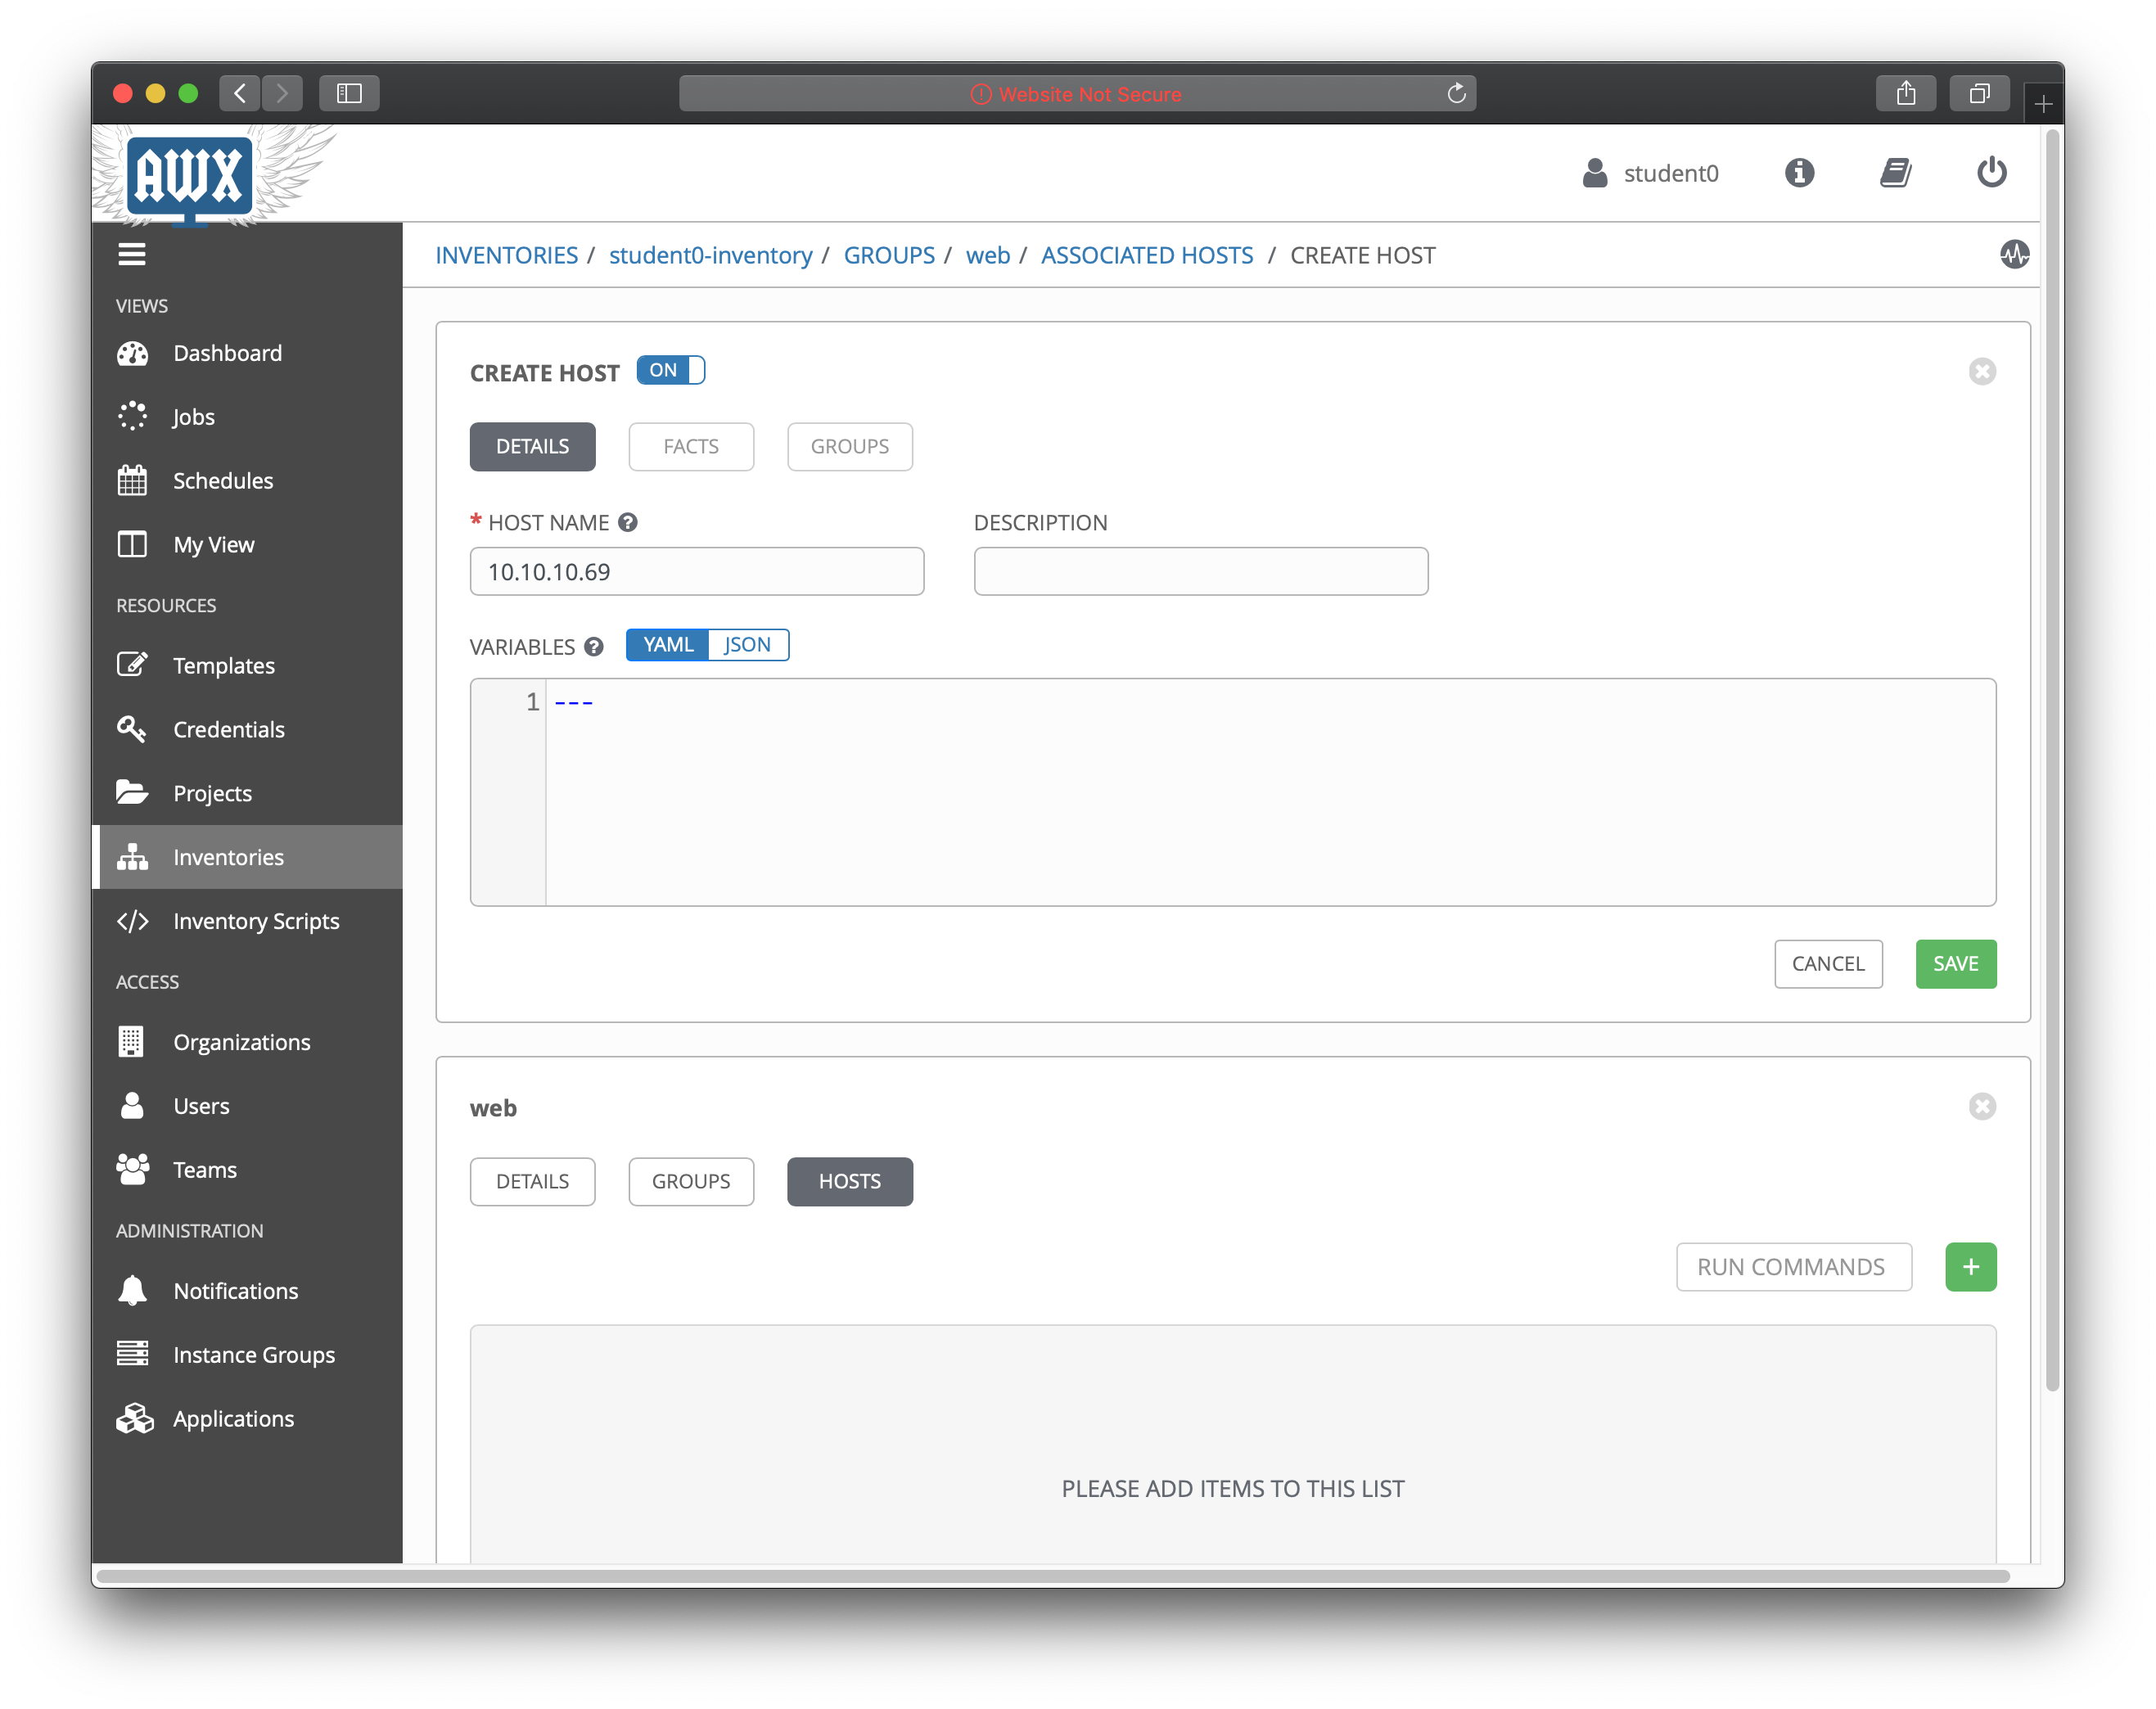 Website Not Secure
AWX
student0
INVENTORIES / student0-inventory / GROUPS / web / ASSOCIATED HOSTS / CREATE HOST
VIEWS
Dashboard
Jobs
Schedules
My View
RESOURCES
Templates
Credentials
Projects
Inventories
Inventory Scripts
ACCESS
Organizations
Users
Teams
ADMINISTRATION
Notifications
Instance Groups
Applications
CREATE HOST ON
DETAILS FACTS GROUPS
* HOST NAME ? DESCRIPTION
10.10.10.69
VARIABLES ? YAML JSON
1 ---
CANCEL SAVE
web
DETAILS GROUPS HOSTS
RUN COMMANDS +
PLEASE ADD ITEMS TO THIS LIST